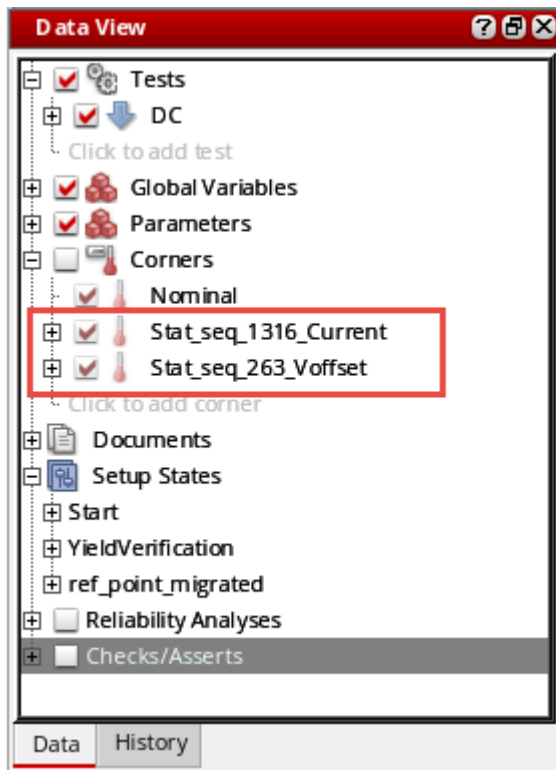 Data View
Tests
DC
Click to add test
Global Variables
Parameters
Corners
Nominal
Stat_seq_1316_Current
Stat_seq_263_Voffset
Click to add corner
Documents
Setup States
Start
YieldVerification
ref_point_migrated
Reliability Analyses
Checks/Asserts
Data History